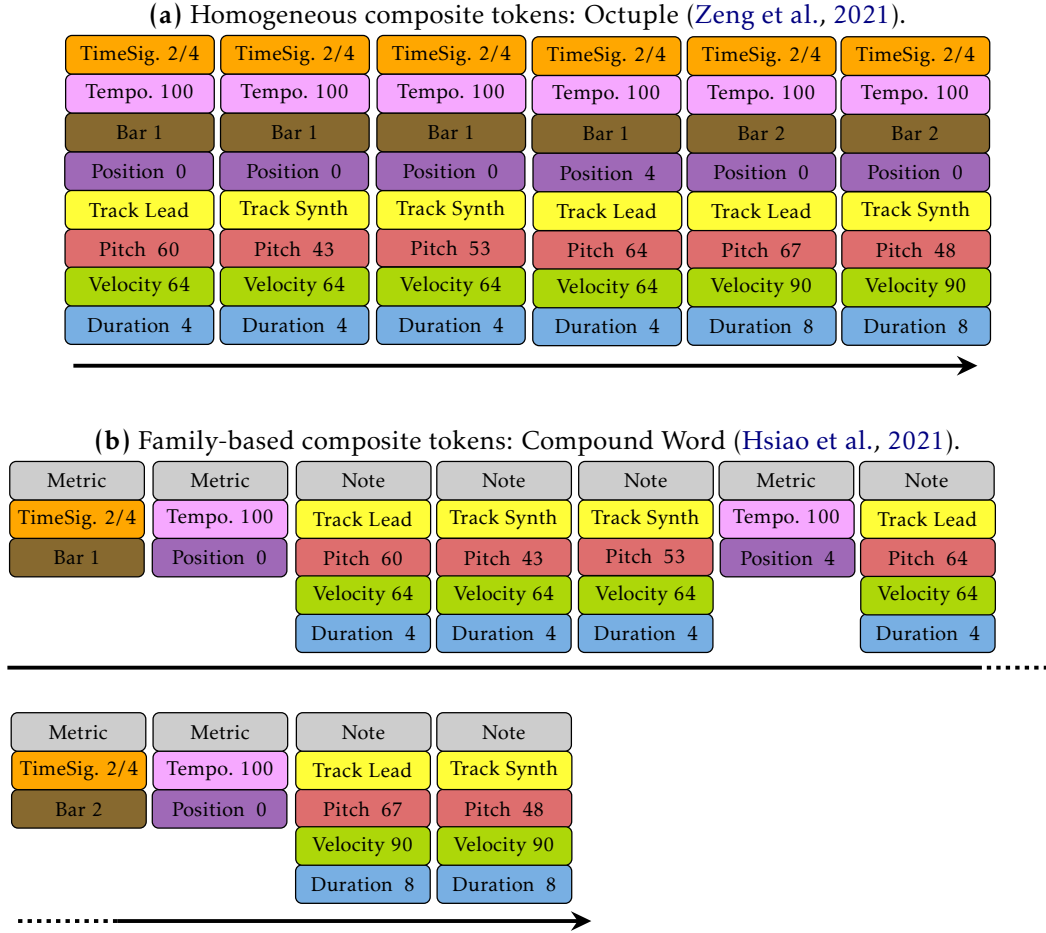 (a) Homogeneous composite tokens: Octuple (Zeng et al., 2021).
TimeSig. 2/4 TimeSig. 2/4 TimeSig. 2/4 TimeSig. 2/4 TimeSig. 2/4 TimeSig. 2/4
Tempo. 100 Tempo. 100 Tempo. 100 Tempo. 100 Tempo. 100 Tempo. 100
Bar 1 Bar 1 Bar 1 Bar 1 Bar 2 Bar 2
Position 0 Position 0 Position 0 Position 4 Position 0 Position 0
Track Lead Track Synth Track Synth Track Lead Track Lead Track Synth
Pitch 60 Pitch 43 Pitch 53 Pitch 64 Pitch 67 Pitch 48
Velocity 64 Velocity 64 Velocity 64 Velocity 64 Velocity 90 Velocity 90
Duration 4 Duration 4 Duration 4 Duration 4 Duration 8 Duration 8
(b) Family-based composite tokens: Compound Word (Hsiao et al., 2021).
Metric Metric Note Note Note Metric Note
TimeSig. 2/4 Tempo. 100 Track Lead Track Synth Track Synth Tempo. 100 Track Lead
Bar 1 Position 0 Pitch 60 Pitch 43 Pitch 53 Position 4 Pitch 64
Velocity 64 Velocity 64 Velocity 64 Velocity 64
Duration 4 Duration 4 Duration 4 Duration 4
Metric Metric Note Note
TimeSig. 2/4 Tempo. 100 Track Lead Track Synth
Bar 2 Position 0 Pitch 67 Pitch 48
Velocity 90 Velocity 90
Duration 8 Duration 8